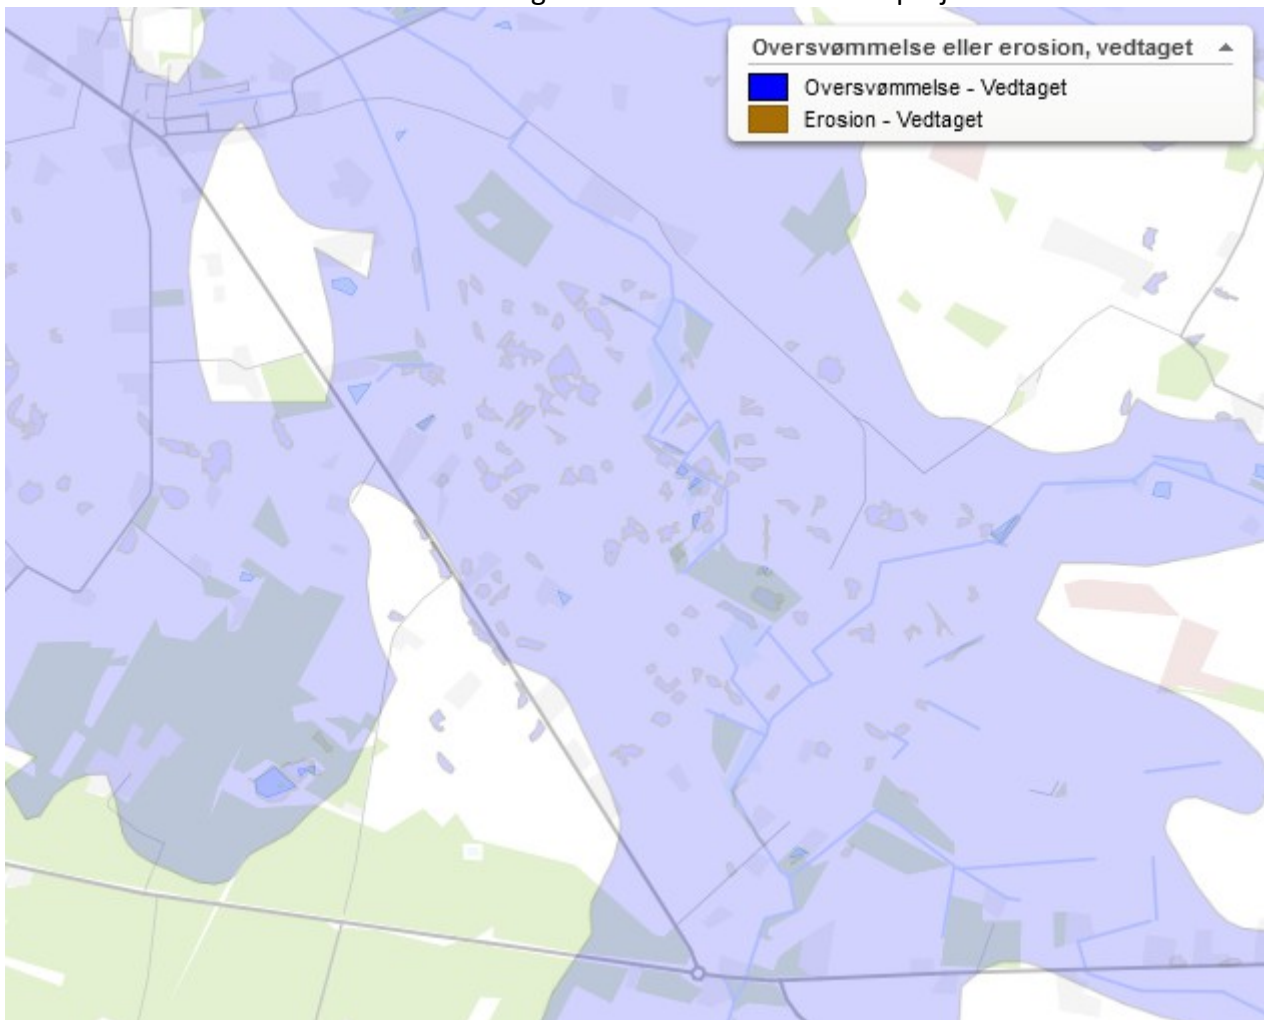 Oversvømmelse eller erosion, vedtaget
Oversvømmelse - Vedtaget
Erosion - Vedtaget